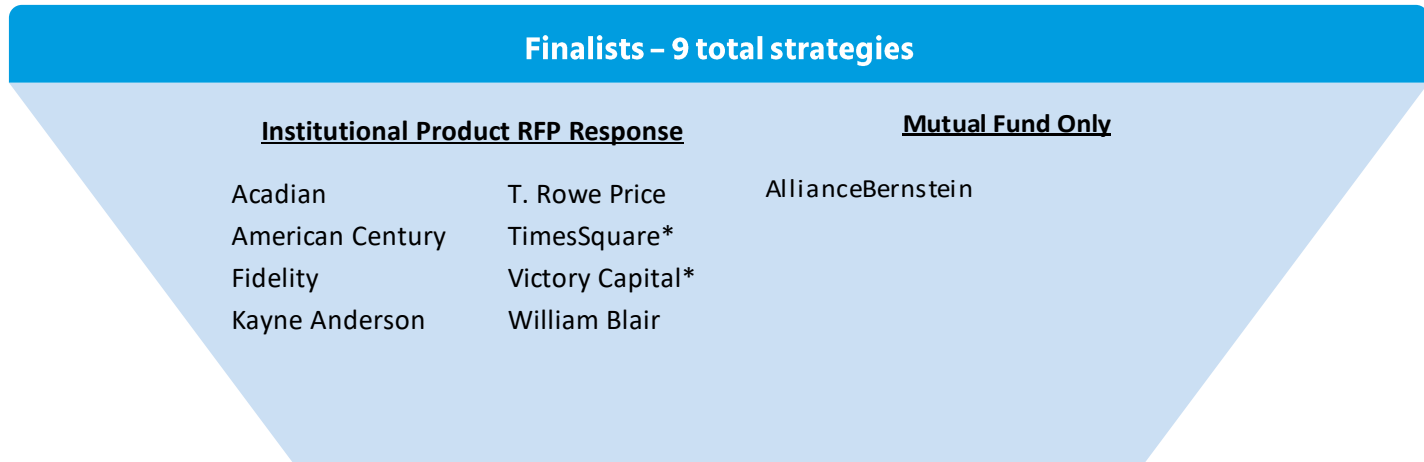 Finalists – 9 total strategies
Institutional Product RFP Response
Acadian
American Century
Fidelity
Kayne Anderson
T. Rowe Price
TimesSquare*
Victory Capital*
William Blair
Mutual Fund Only
AllianceBernstein